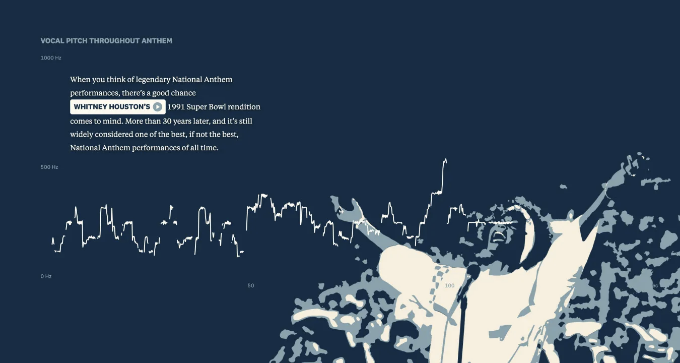 VOCAL PITCH THROUGHOUT ANTHEM
1000 Hz
When you think of legendary National Anthem
performances, there's a good chance
WHITNEY HOUSTON'S 1991 Super Bowl rendition
comes to mind. More than 30 years later, and it's still
widely considered one of the best, if not the best,
National Anthem performances of all time.
500 Hz
0 Hz
50
100